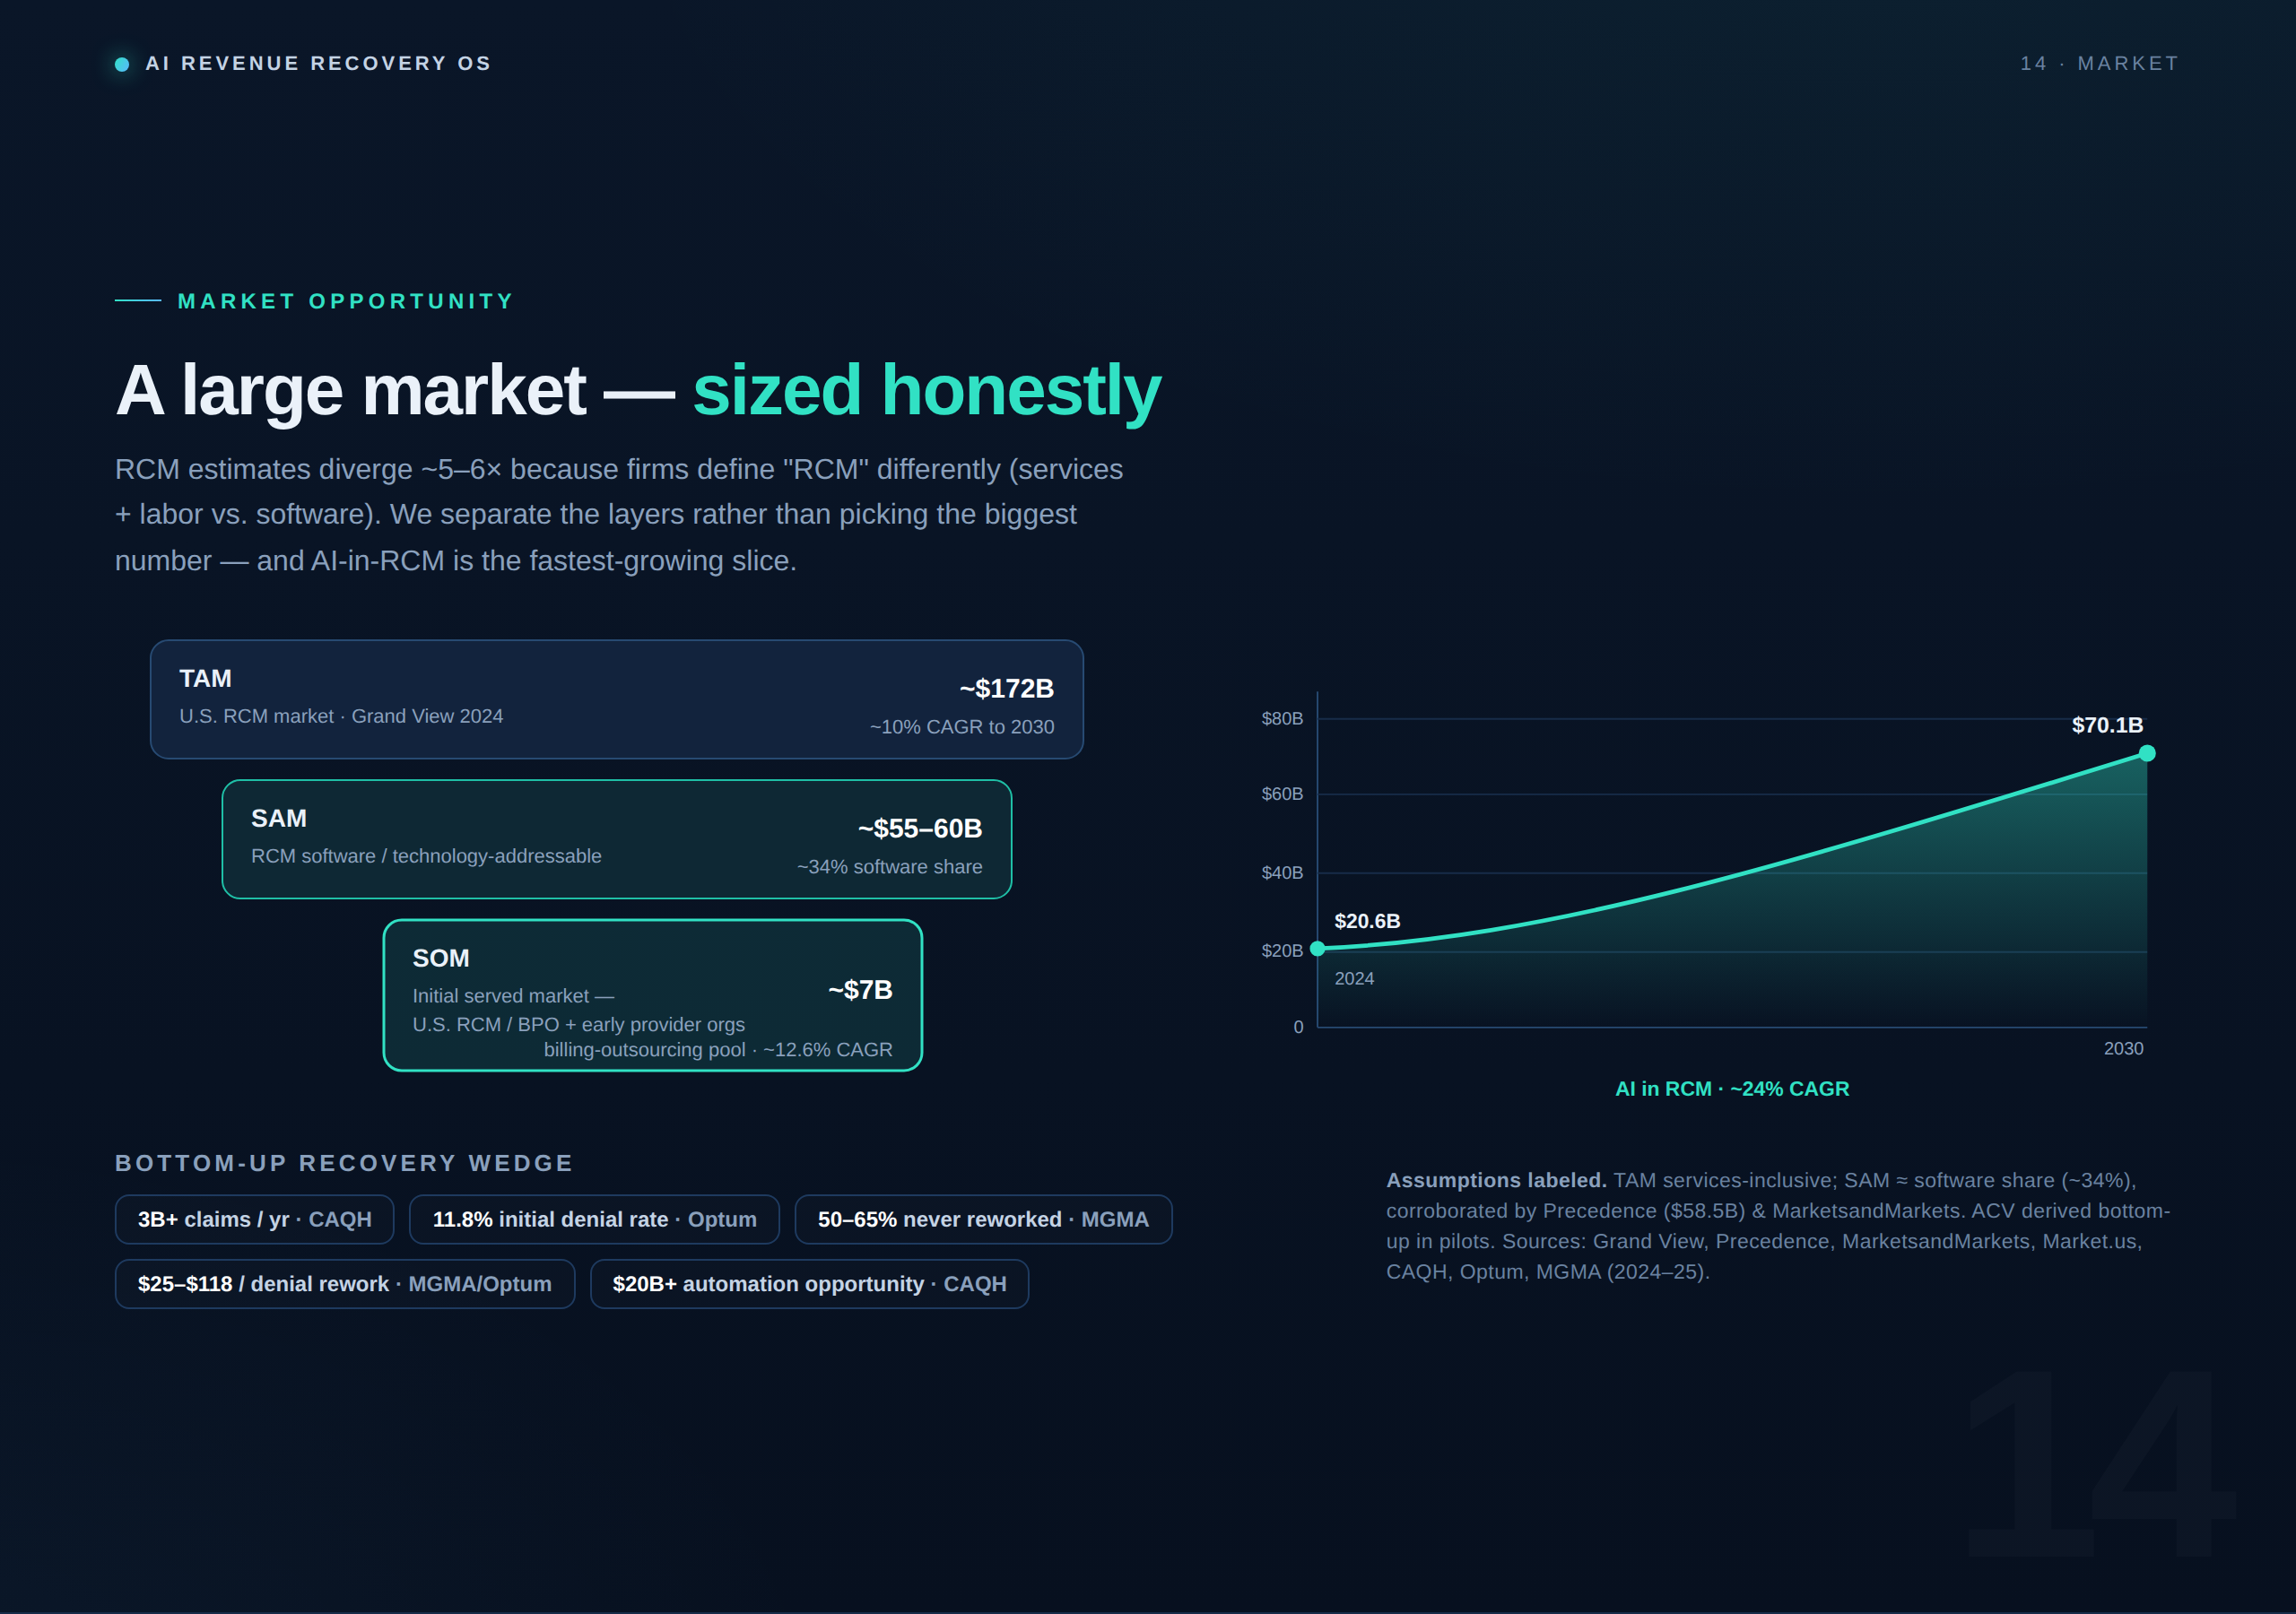 AI REVENUE RECOVERY OS
14 · MARKET
MARKET OPPORTUNITY
A large market — sized honestly
RCM estimates diverge ~5–6× because firms define "RCM" differently (services
+ labor vs. software). We separate the layers rather than picking the biggest
number — and AI-in-RCM is the fastest-growing slice.
TAM
U.S. RCM market · Grand View 2024
~$172B
~10% CAGR to 2030
SAM
RCM software / technology-addressable
~$55–60B
~34% software share
SOM
Initial served market —
U.S. RCM / BPO + early provider orgs
~$7B
billing-outsourcing pool · ~12.6% CAGR
$80B
$60B
$40B
$20B
0
$70.1B
$20.6B
2024
2030
AI in RCM · ~24% CAGR
BOTTOM-UP RECOVERY WEDGE
3B+ claims / yr · CAQH
11.8% initial denial rate · Optum
50–65% never reworked · MGMA
$25–$118 / denial rework · MGMA/Optum
$20B+ automation opportunity · CAQH
Assumptions labeled. TAM services-inclusive; SAM ≈ software share (~34%),
corroborated by Precedence ($58.5B) & MarketsandMarkets. ACV derived bottom-
up in pilots. Sources: Grand View, Precedence, MarketsandMarkets, Market.us,
CAQH, Optum, MGMA (2024–25).
14